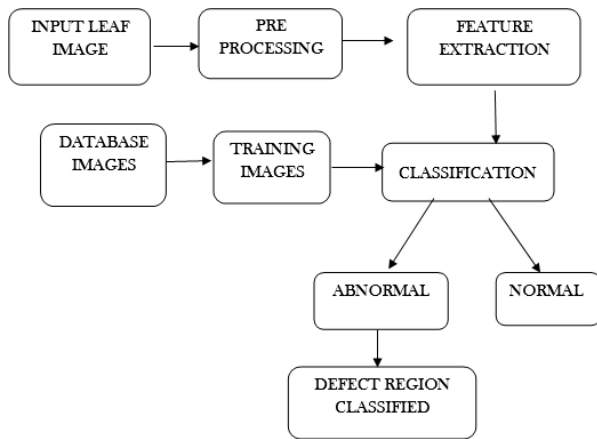 INPUT LEAF
IMAGE
PRE
PROCESSING
FEATURE
EXTRACTION
DATABASE
IMAGES
TRAINING
IMAGES
CLASSIFICATION
ABNORMAL
NORMAL
DEFECT REGION
CLASSIFIED